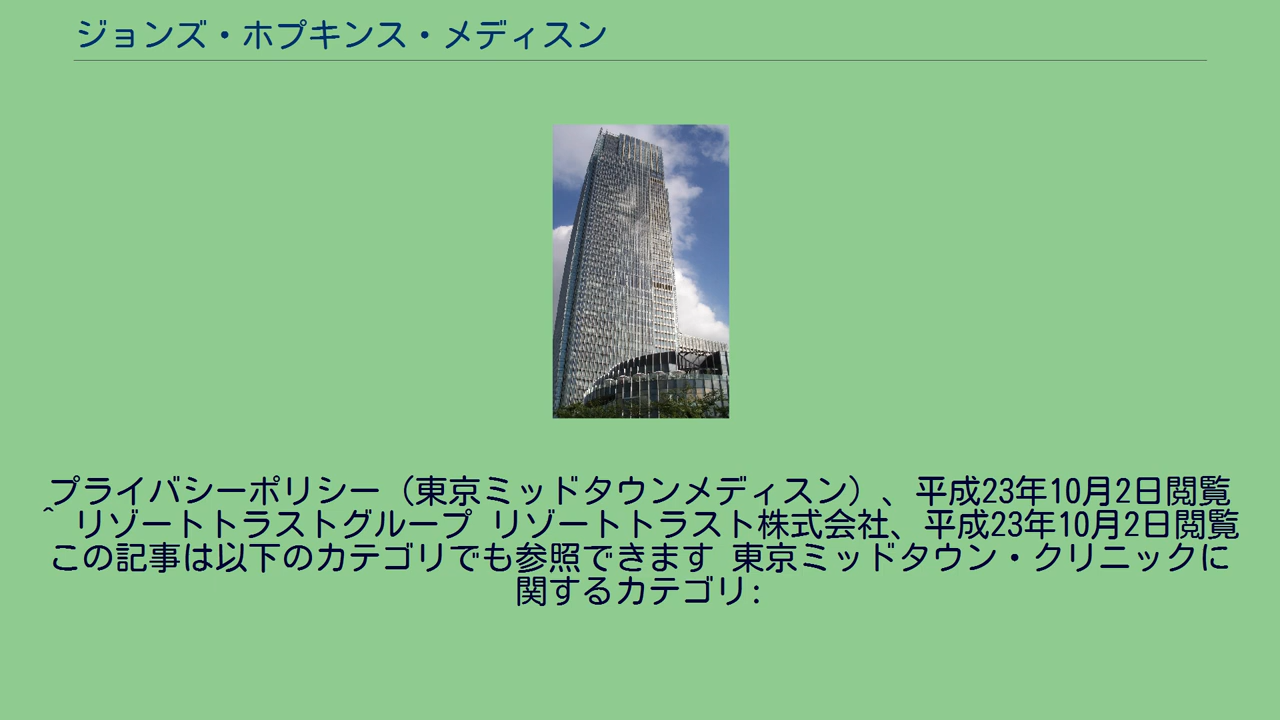 ジョンズ・ホプキンス・メディスン
プライバシーポリシー（東京ミッドタウンメディスン）、平成23年10月2日閲覧
^ リゾートトラストグループ リゾートトラスト株式会社、平成23年10月2日閲覧
この記事は以下のカテゴリでも参照できます 東京ミッドタウン・クリニックに
関するカテゴリ: